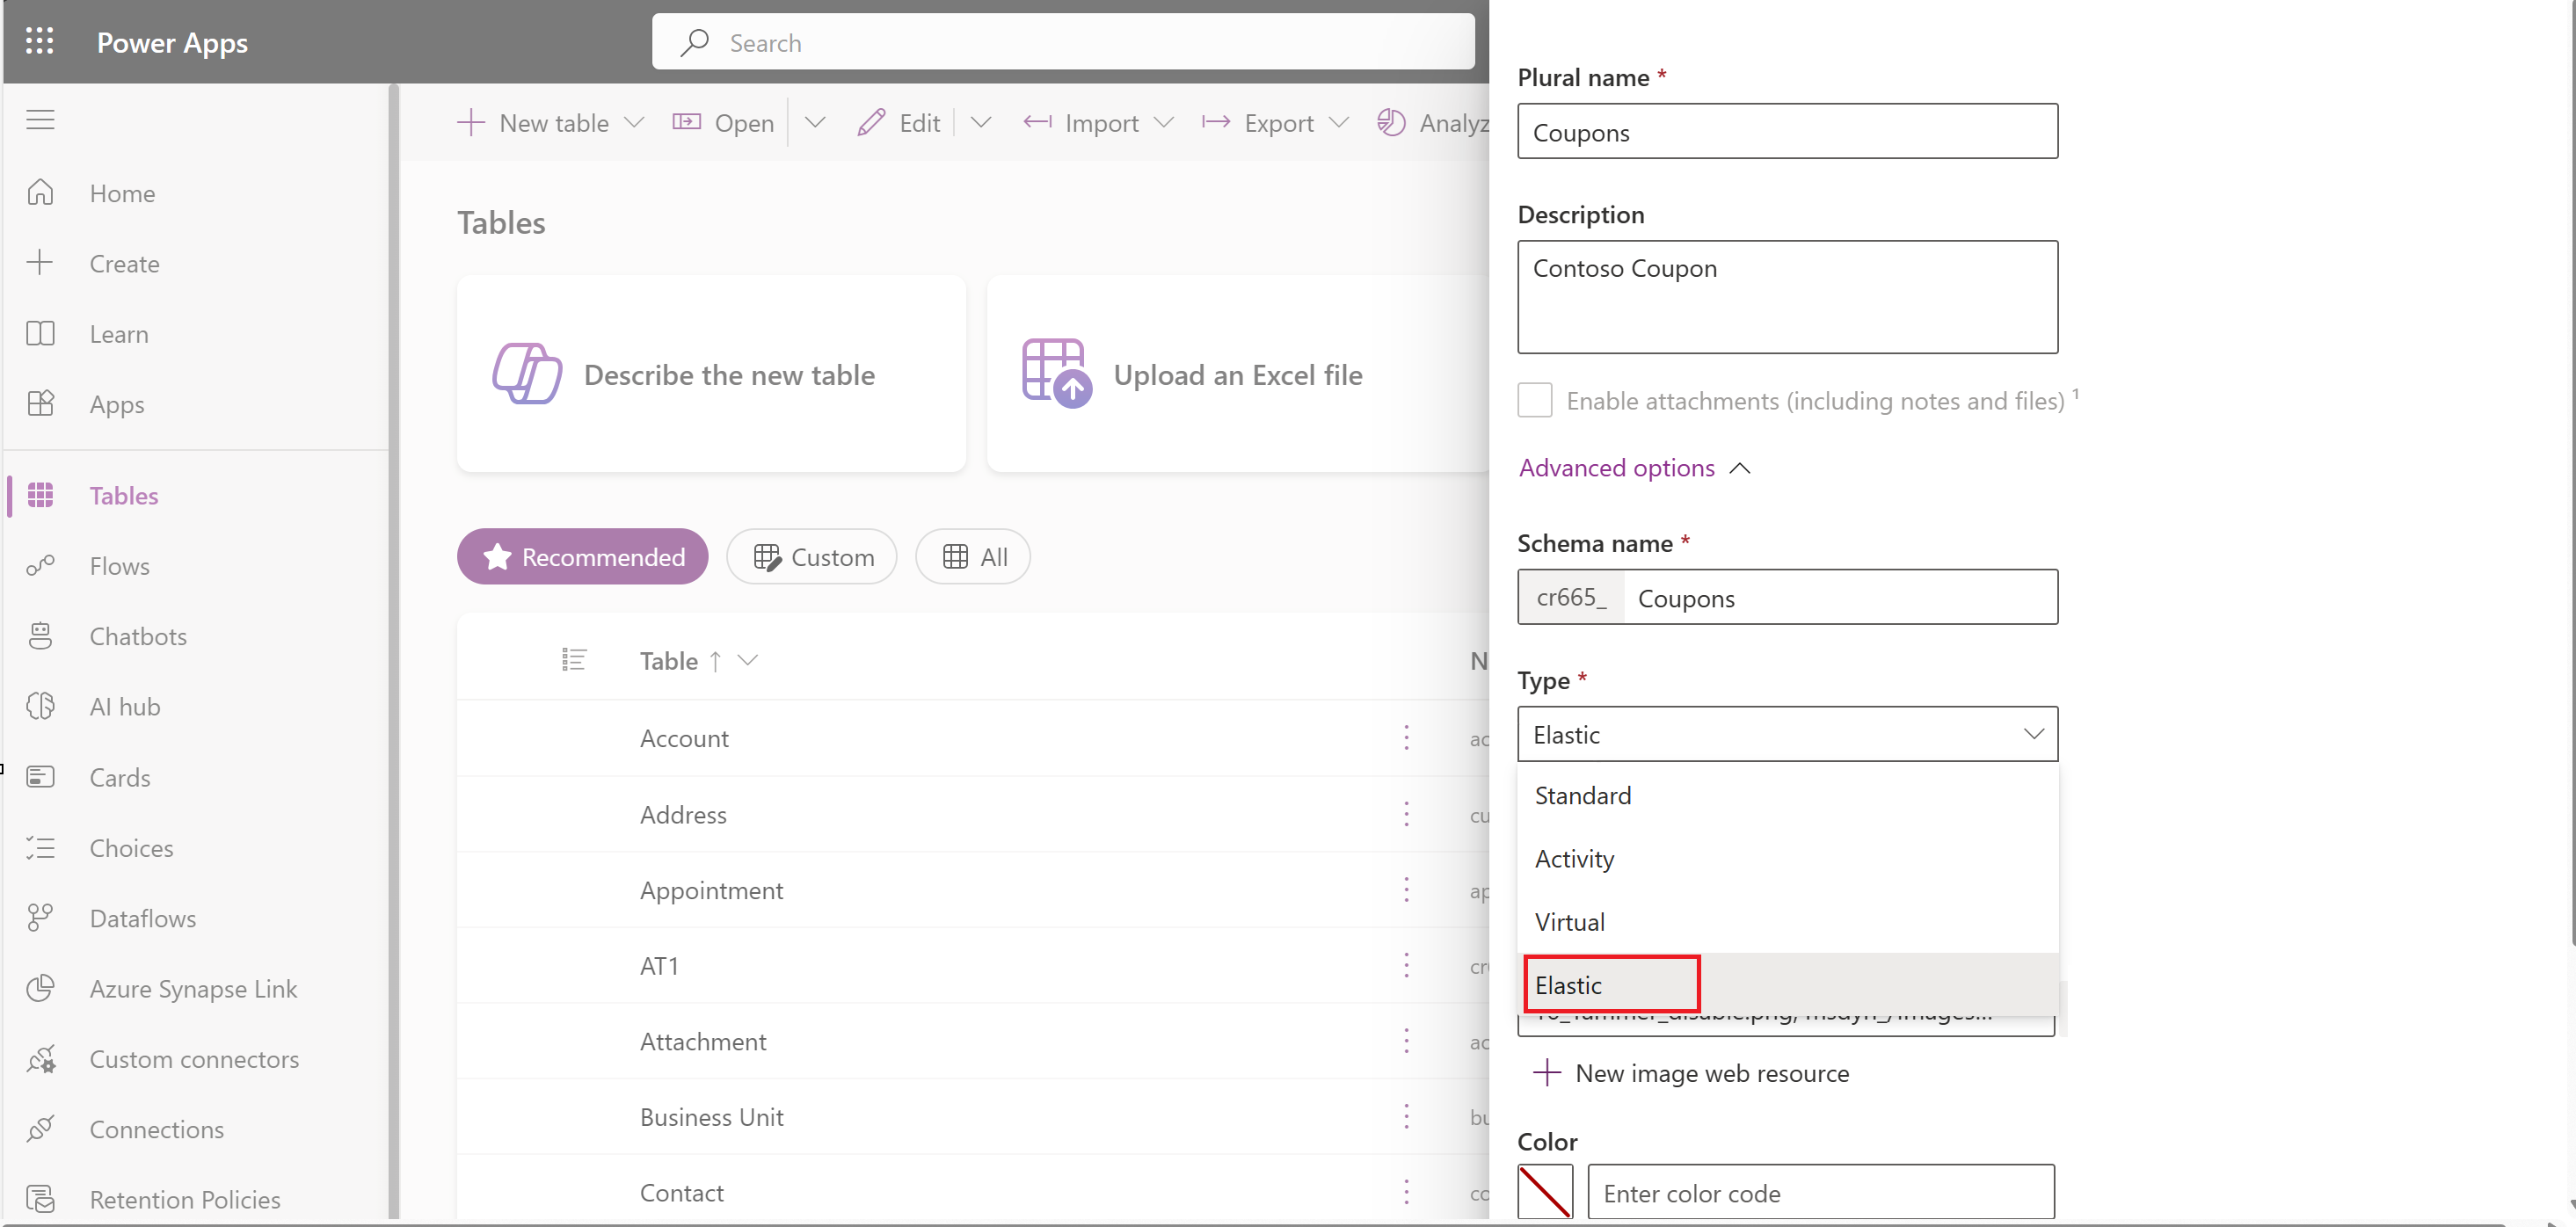 Power Apps
Search
New table
Open
Edit
Import
Export
Analyz
Home
Create
Learn
Apps
Tables
Flows
Chatbots
AI hub
Cards
Choices
Dataflows
Azure Synapse Link
Custom connectors
Connections
Retention Policies
Tables
Describe the new table
Upload an Excel file
Recommended
Custom
All
Table ↑
N
Account
ac
Address
cu
Appointment
ap
AT1
cr
Attachment
ac
Business Unit
bu
Contact
co
Plural name *
Coupons
Description
Contoso Coupon
Enable attachments (including notes and files) ¹
Advanced options
Schema name *
cr665_ Coupons
Type *
Elastic
Standard
Activity
Virtual
Elastic
New image web resource
Color
Enter color code